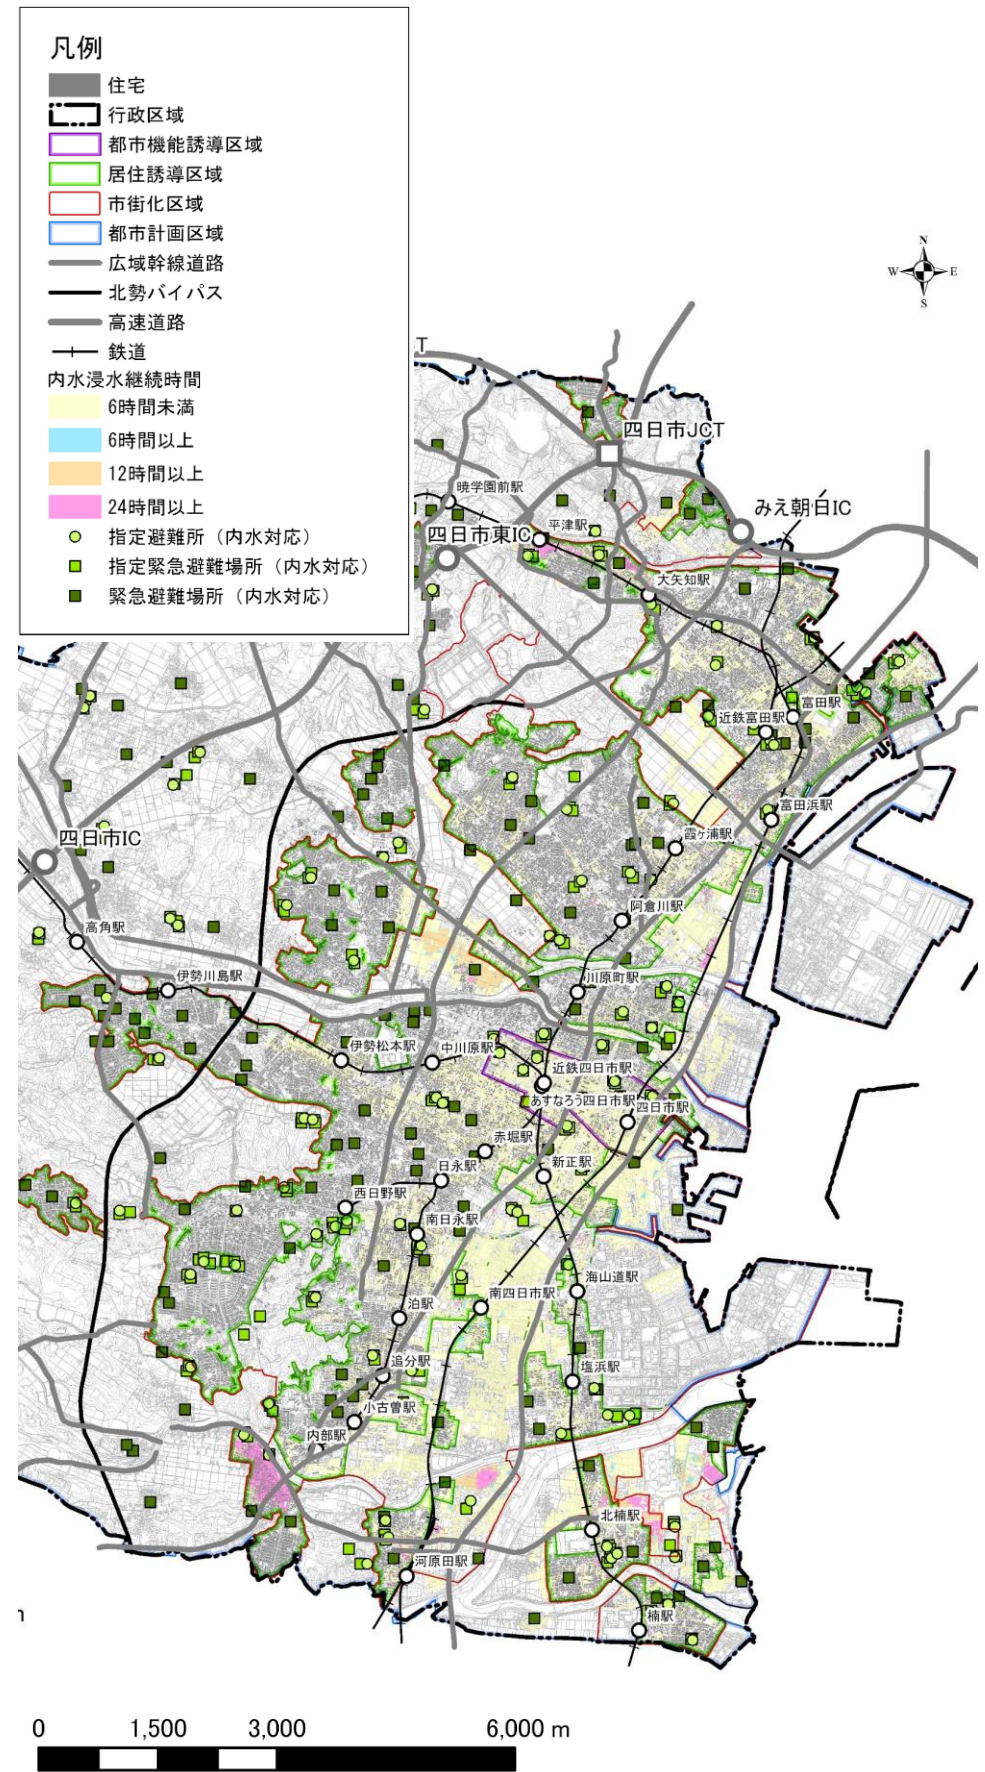 凡例
住宅
行政区域
都市機能誘導区域
居住誘導区域
市街化区域
都市計画区域
広域幹線道路
北勢バイパス
高速道路
鉄道
内水浸水継続時間
6時間未満
6時間以上
12時間以上
24時間以上
指定避難所（内水対応）
指定緊急避難場所（内水対応）
緊急避難場所（内水対応）
N
W E
S
T
四日市JCT
暁学園前駅
みえ朝日IC
平津駅
四日市東IC
大矢知駅
富田駅
近鉄富田駅
富田浜駅
四日市IC
霞ヶ浦駅
阿倉川駅
高角駅
伊勢川島駅
川原町駅
伊勢松本駅
中川原駅
近鉄四日市駅
あすなろう四日市駅
四日市駅
赤堀駅
新正駅
日永駅
西日野駅
南日永駅
海山道駅
南四日市駅
泊駅
追分駅
塩浜駅
小古曽駅
内部駅
北楠駅
河原田駅
楠駅
0 1,500 3,000 6,000 m